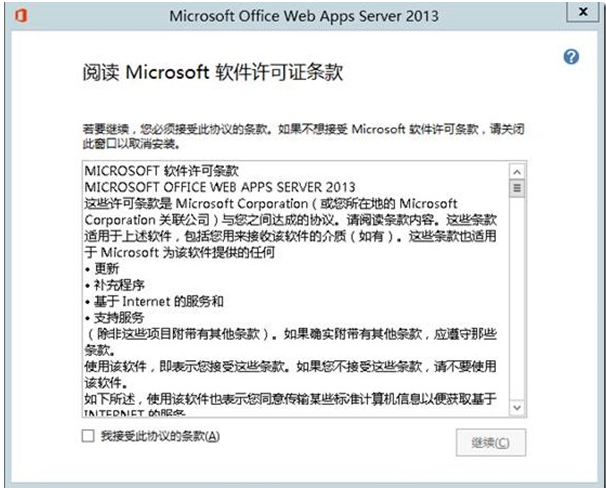 Microsoft Office Web Apps Server 2013
x
?
阅读 Microsoft 软件许可证条款
若要继续，您必须接受此协议的条款。如果不想接受 Microsoft 软件许可条款，请关闭
此窗口以取消安装。
MICROSOFT 软件许可条款
MICROSOFT OFFICE WEB APPS SERVER 2013
这些许可条款是 Microsoft Corporation（或您所在地的 Microsoft
Corporation 关联公司）与您之间达成的协议。请阅读条款内容。这些条款
适用于上述软件，包括您用来接收该软件的介质（如有）。这些条款也适用
于 Microsoft 为该软件提供的任何
• 更新
• 补充程序
• 基于 Internet 的服务和
• 支持服务
（除非这些项目附带有其他条款）。如果确实附带有其他条款，应遵守那些
条款。
使用该软件，即表示您接受这些条款。如果您不接受这些条款，请不要使用
该软件。
如下所述，使用该软件也表示您同意传输某些标准计算机信息以便获取基于
INTERNET 的服务
我接受此协议的条款(A)
继续(C)